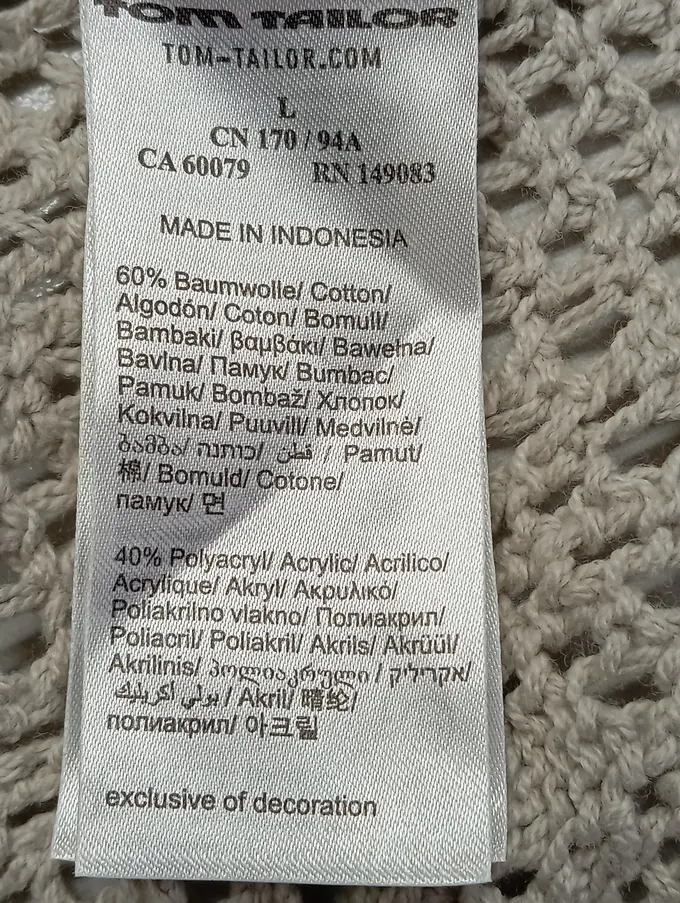 TOM TAILOR
TOM-TAILOR.COM
L
CN 170 / 94A
CA 60079 RN 149083
MADE IN INDONESIA
60% Baumwolle/ Cotton/
Algodón/ Coton/ Bomull/
Bambaki/ βαμβάκι/ Bawełna/
Bavlna/ Памук/ Bumbac/
Pamuk/ Bombaž/ Хлопок/
Kokvilna/ Puuvill/ Medvilnė/
ბამბა/ כותנה/ قطن / Pamut/
棉/ Bomuld/ Cotone/
памук/ 면
40% Polyacryl/ Acrylic/ Acrilico/
Acrylique/ Akryl/ Ακρυλικό/
Poliakrilno vlakno/ Полиакрил/
Poliacril/ Poliakril/ Akrils/ Akrüül/
Akrilinis/ პოლიაკრული / אקריליק/
بولي أكريليك / Akril/ 腈纶/
полиакрил/ 아크릴
exclusive of decoration